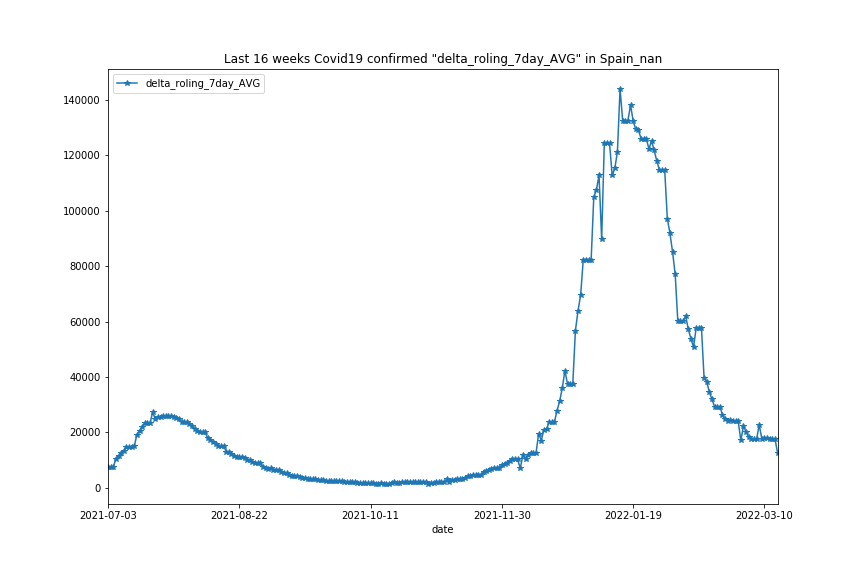 Last 16 weeks Covid19 confirmed "delta_roling_7day_AVG" in Spain_nan
delta_roling_7day_AVG
140000
120000
100000
80000
60000
40000
20000
0
2021-07-03 2021-08-22 2021-10-11 2021-11-30 2022-01-19 2022-03-10
date